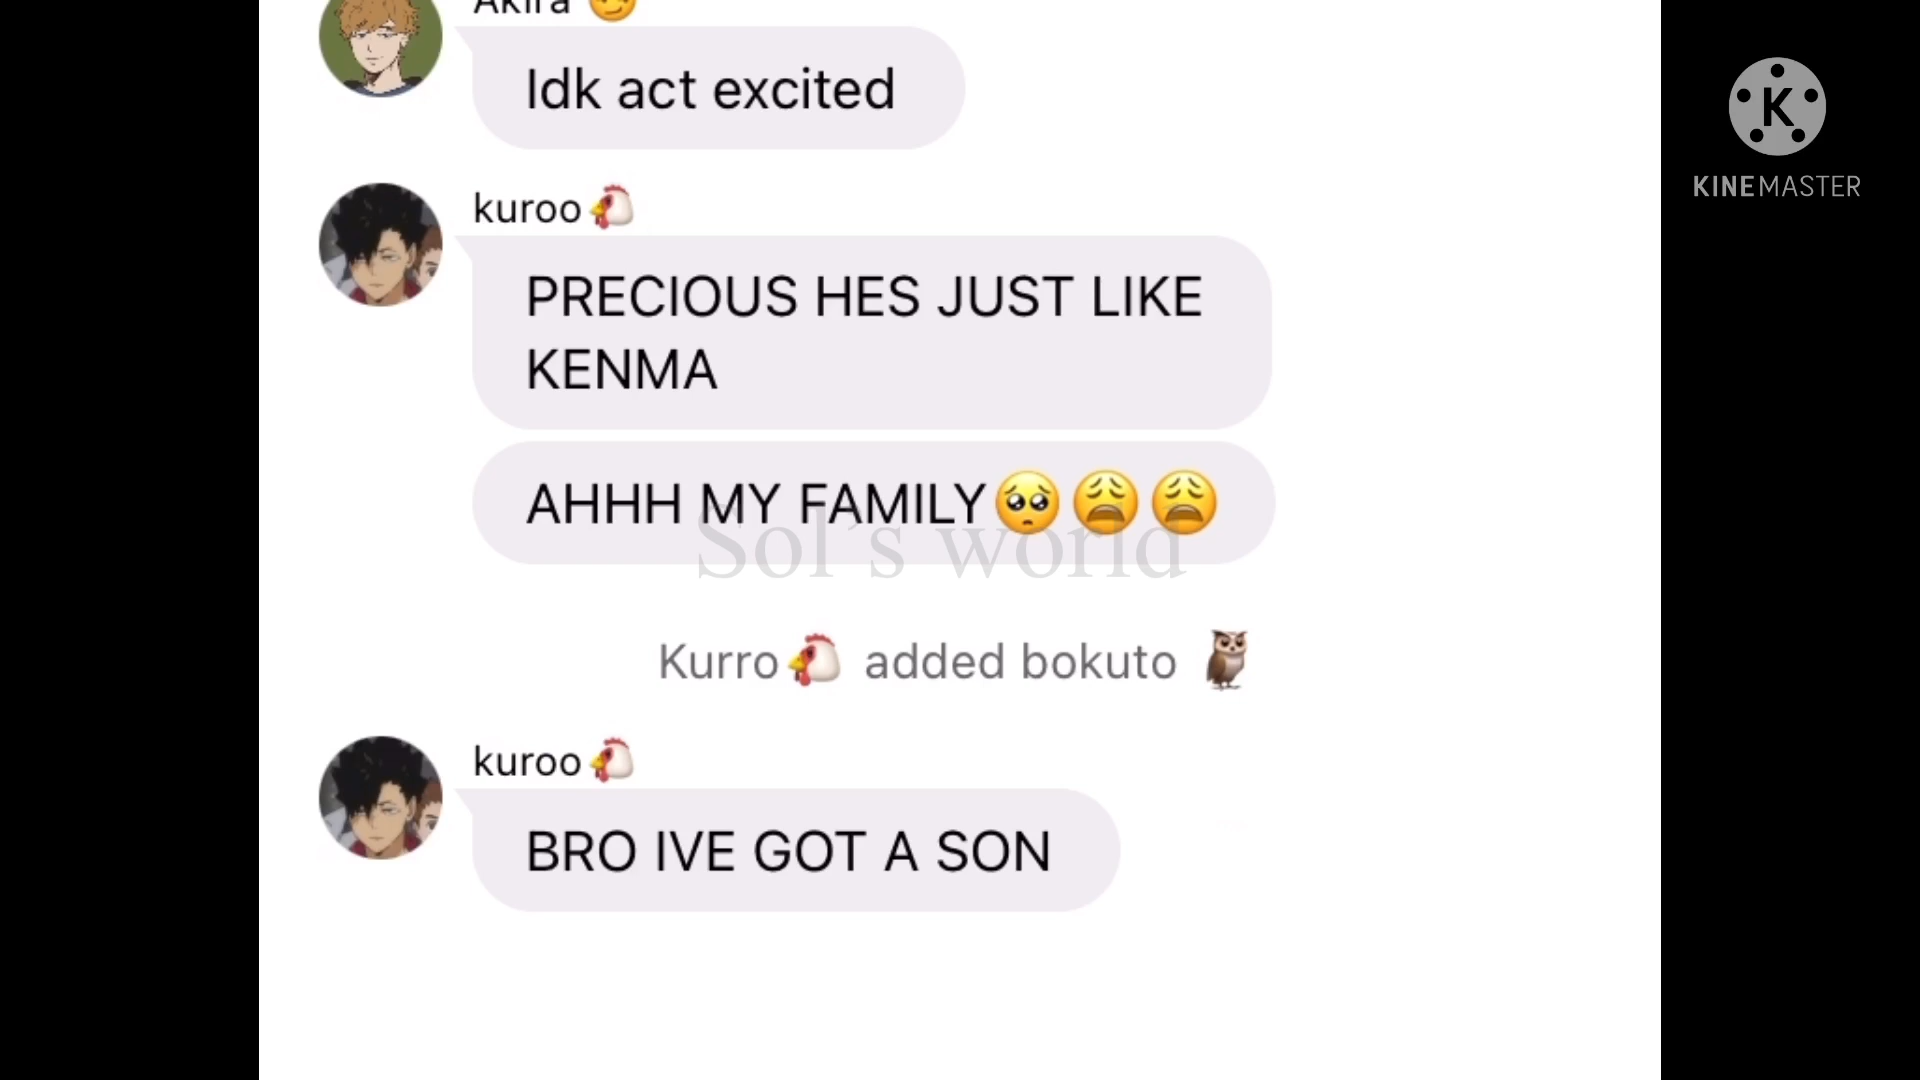 Akira 😏
Idk act excited
kuroo🐔
PRECIOUS HES JUST LIKE
KENMA
AHHH MY FAMILY🥺😩😩
Sol's world
Kurro🐔 added bokuto 🦉
kuroo🐔
BRO IVE GOT A SON
K
KINEMASTER